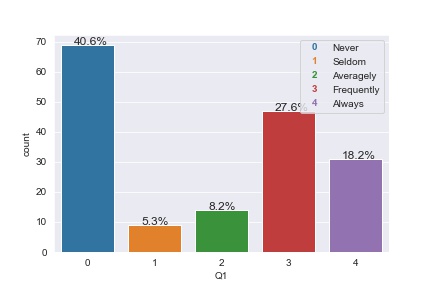 70
60
50
40
30
20
10
0
count
40.6%
5.3%
8.2%
27.6%
18.2%
0 Never
1 Seldom
2 Averagely
3 Frequently
4 Always
0 1 2 3 4
Q1